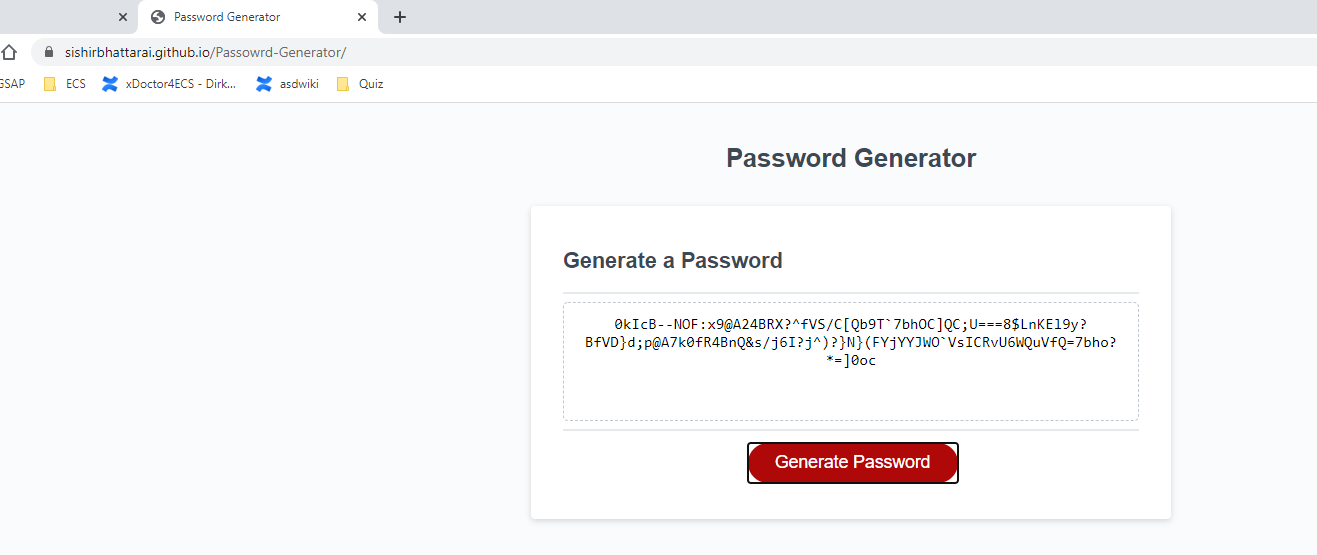 Password Generator
sishirbhattarai.github.io/Passowrd-Generator/
GSAP ECS xDoctor4ECS - Dirk... asdwiki Quiz
Password Generator
Generate a Password
0kIcB--NOF:x9@A24BRX?^fVS/C[Qb9T`7bhOC]QC;U===8$LnKEl9y?
BfVD}d;p@A7k0fR4BnQ&s/j6I?j^)?}N}(FYjYYJWO`VsICRvU6WQuVfQ=7bho?
*=]0oc
Generate Password